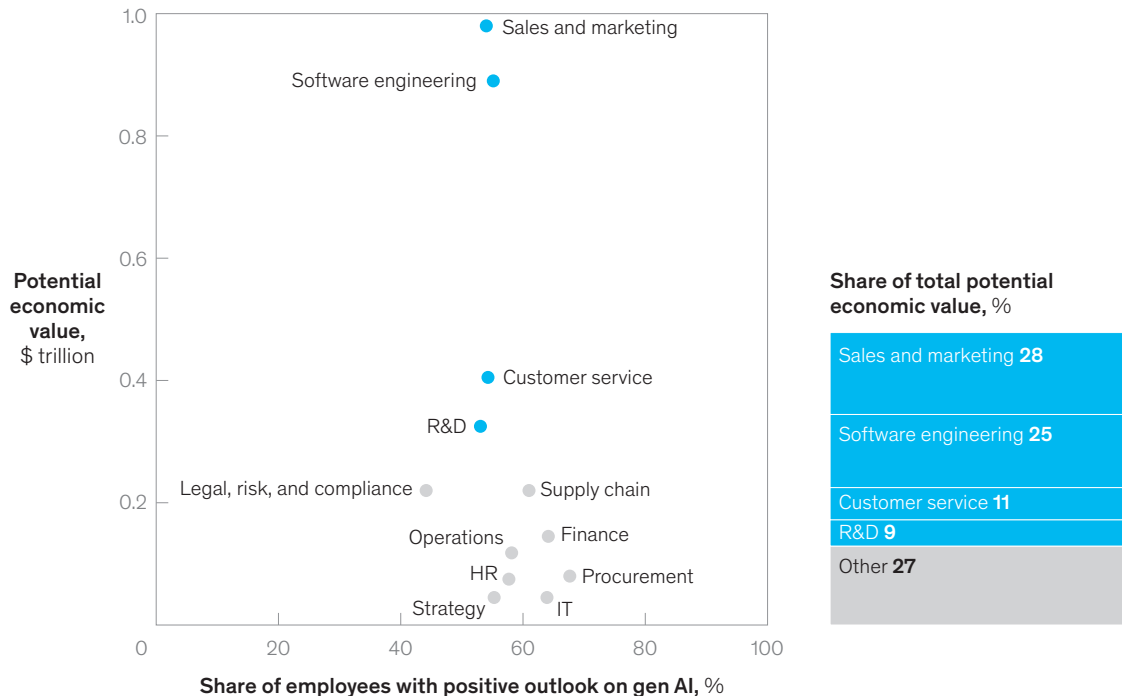 1.0
Sales and marketing
Software engineering
0.8
0.6
Potential
economic
value,
$ trillion
Share of total potential
economic value, %
Sales and marketing 28
0.4
Customer service
R&D
Software engineering 25
Legal, risk, and compliance
Supply chain
0.2
Customer service 11
Operations
Finance
R&D 9
HR
Procurement
Other 27
Strategy
IT
0
20
40
60
80
100
Share of employees with positive outlook on gen AI, %